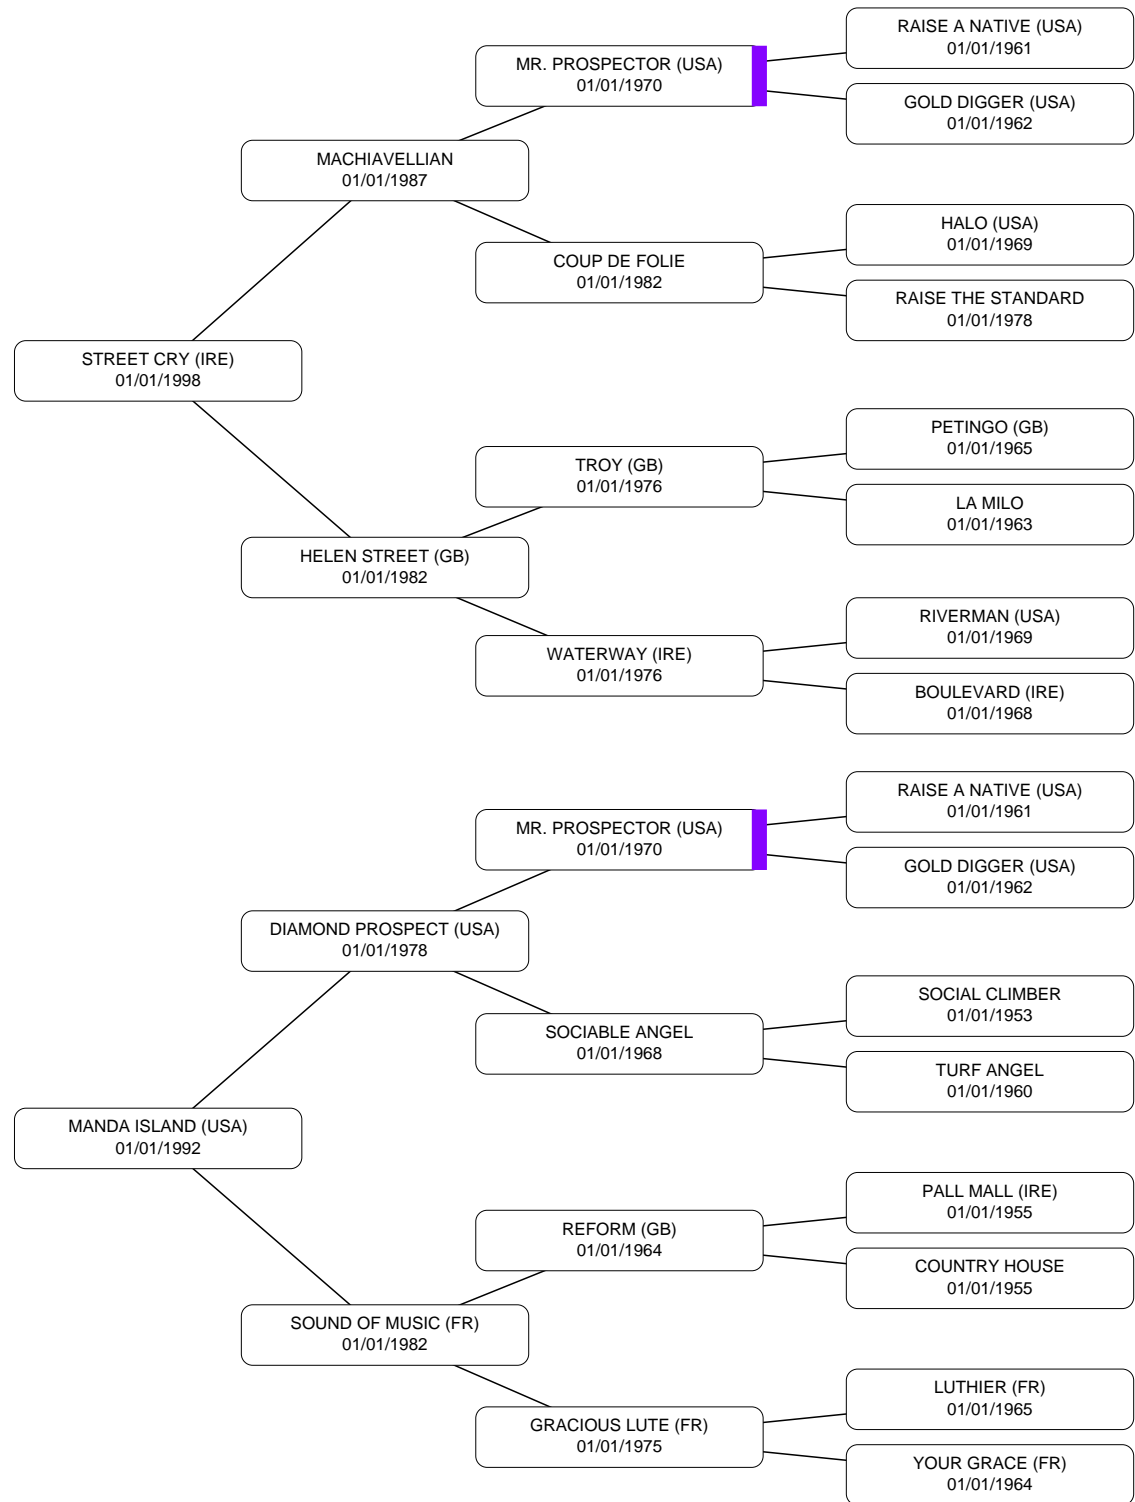 RAISE A NATIVE (USA)
01/01/1961
MR. PROSPECTOR (USA)
01/01/1970
GOLD DIGGER (USA)
01/01/1962
MACHIAVELLIAN
01/01/1987
HALO (USA)
01/01/1969
COUP DE FOLIE
01/01/1982
RAISE THE STANDARD
01/01/1978
STREET CRY (IRE)
01/01/1998
PETINGO (GB)
01/01/1965
TROY (GB)
01/01/1976
LA MILO
01/01/1963
HELEN STREET (GB)
01/01/1982
RIVERMAN (USA)
01/01/1969
WATERWAY (IRE)
01/01/1976
BOULEVARD (IRE)
01/01/1968
RAISE A NATIVE (USA)
01/01/1961
MR. PROSPECTOR (USA)
01/01/1970
GOLD DIGGER (USA)
01/01/1962
DIAMOND PROSPECT (USA)
01/01/1978
SOCIAL CLIMBER
01/01/1953
SOCIABLE ANGEL
01/01/1968
TURF ANGEL
01/01/1960
MANDA ISLAND (USA)
01/01/1992
PALL MALL (IRE)
01/01/1955
REFORM (GB)
01/01/1964
COUNTRY HOUSE
01/01/1955
SOUND OF MUSIC (FR)
01/01/1982
LUTHIER (FR)
01/01/1965
GRACIOUS LUTE (FR)
01/01/1975
YOUR GRACE (FR)
01/01/1964